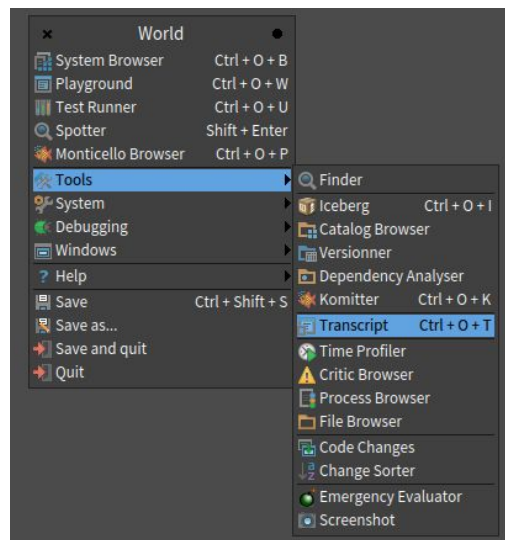 World
System Browser Ctrl + O + B
Playground Ctrl + O + W
Test Runner Ctrl + O + U
Spotter Shift + Enter
Monticello Browser Ctrl + O + P
Tools
System
Debugging
Windows
Help
Save Ctrl + Shift + S
Save as...
Save and quit
Quit
Finder
Iceberg Ctrl + O + I
Catalog Browser
Versionner
Dependency Analyser
Komitter Ctrl + O + K
Transcript Ctrl + O + T
Time Profiler
Critic Browser
Process Browser
File Browser
Code Changes
Change Sorter
Emergency Evaluator
Screenshot